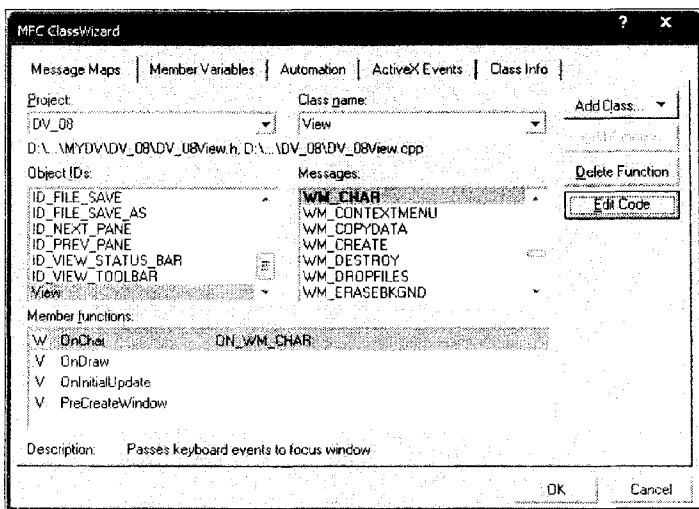 MFC ClassWizard ? x
Message Maps Member Variables Automation ActiveX Events Class Info
Project: Class name: Add Class...
DV_08 View
D:\...\MYDV\DV_08\DV_08View.h, D:\...\DV_08\DV_08View.cpp
Object IDs: Messages: Delete Function
ID_FILE_SAVE WM_CHAR Edit Code
ID_FILE_SAVE_AS WM_CONTEXTMENU
ID_NEXT_PANE WM_COPYDATA
ID_PREV_PANE WM_CREATE
ID_VIEW_STATUS_BAR WM_DESTROY
ID_VIEW_TOOLBAR WM_DROPFILES
View WM_ERASEBKGND
Member functions:
W OnChar ON_WM_CHAR
V OnDraw
V OnInitialUpdate
V PreCreateWindow
Description: Passes keyboard events to focus window
OK Cancel